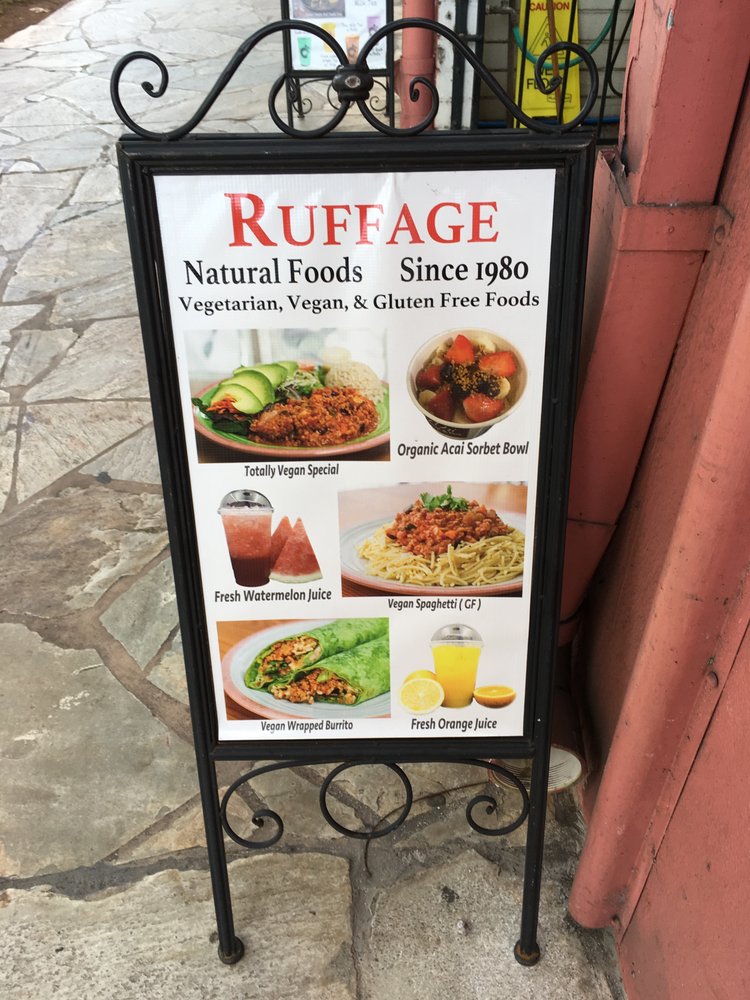 CAUTION
RUFFAGE
Natural Foods Since 1980
Vegetarian, Vegan, & Gluten Free Foods
Totally Vegan Special
Organic Acai Sorbet Bowl
Fresh Watermelon Juice
Vegan Spaghetti ( GF )
Vegan Wrapped Burrito
Fresh Orange Juice